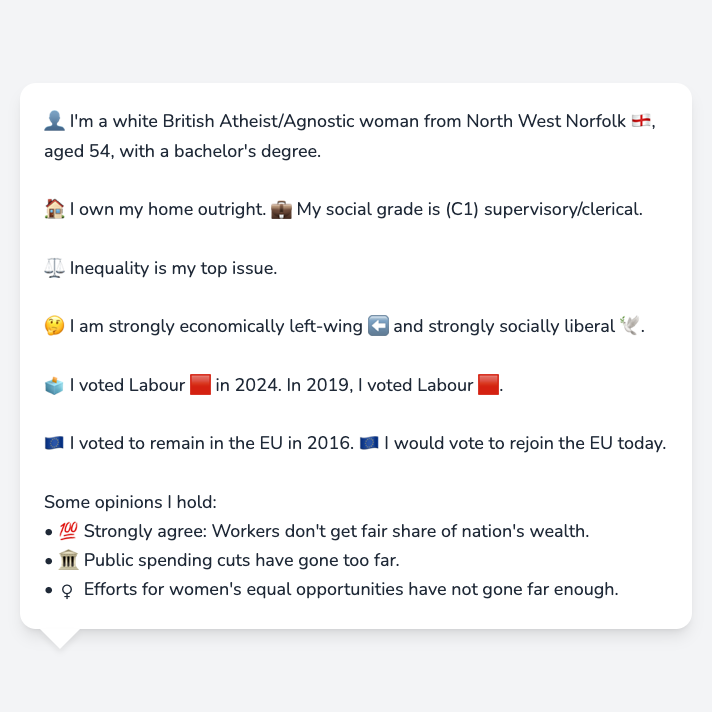 👤 I'm a white British Atheist/Agnostic woman from North West Norfolk 🏴󠁧󠁢󠁥󠁮󠁧󠁿,
aged 54, with a bachelor's degree.
🏠 I own my home outright. 💼 My social grade is (C1) supervisory/clerical.
⚖️ Inequality is my top issue.
🤔 I am strongly economically left-wing ⬅️ and strongly socially liberal 🕊️.
🗳️ I voted Labour 🟥 in 2024. In 2019, I voted Labour 🟥.
🇪🇺 I voted to remain in the EU in 2016. 🇪🇺 I would vote to rejoin the EU today.
Some opinions I hold:
• 💯 Strongly agree: Workers don't get fair share of nation's wealth.
• 🏛️ Public spending cuts have gone too far.
• ♀ Efforts for women's equal opportunities have not gone far enough.